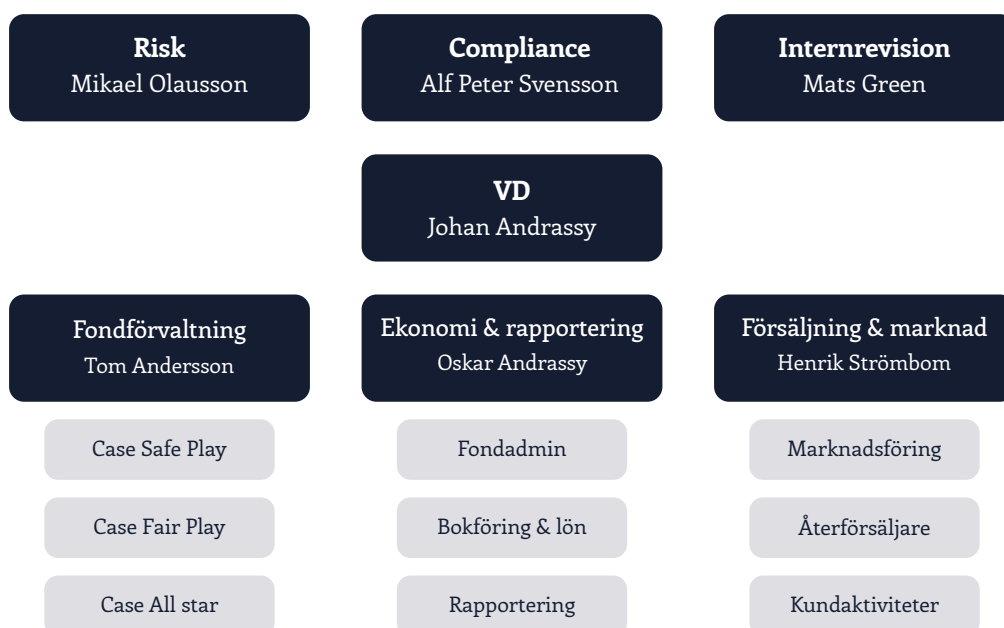 Risk
Mikael Olausson
Compliance
Alf Peter Svensson
Internrevision
Mats Green
VD
Johan Andrassy
Fondförvaltning
Tom Andersson
Ekonomi & rapportering
Oskar Andrassy
Försäljning & marknad
Henrik Strömbom
Case Safe Play
Fondadmin
Marknadsföring
Case Fair Play
Bokföring & lön
Återförsäljare
Case All star
Rapportering
Kundaktiviteter